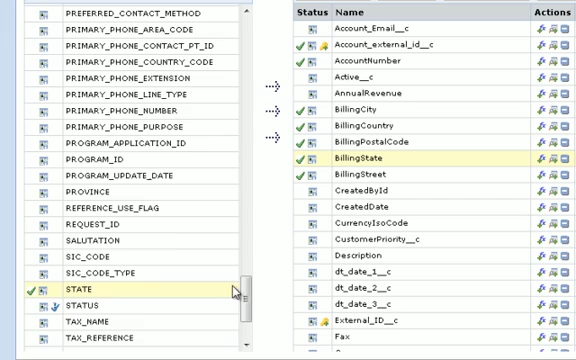 PREFERRED_CONTACT_METHOD
PRIMARY_PHONE_AREA_CODE
PRIMARY_PHONE_CONTACT_PT_ID
PRIMARY_PHONE_COUNTRY_CODE
PRIMARY_PHONE_EXTENSION
PRIMARY_PHONE_LINE_TYPE
PRIMARY_PHONE_NUMBER
PRIMARY_PHONE_PURPOSE
PROGRAM_APPLICATION_ID
PROGRAM_ID
PROGRAM_UPDATE_DATE
PROVINCE
REFERENCE_USE_FLAG
REQUEST_ID
SALUTATION
SIC_CODE
SIC_CODE_TYPE
STATE
STATUS
TAX_NAME
TAX_REFERENCE
Status Name Actions
Account_Email__c
Account_external_id__c
AccountNumber
Active__c
AnnualRevenue
BillingCity
BillingCountry
BillingPostalCode
BillingState
BillingStreet
CreatedById
CreatedDate
CurrencyIsoCode
CustomerPriority__c
Description
dt_date_1__c
dt_date_2__c
dt_date_3__c
External_ID__c
Fax